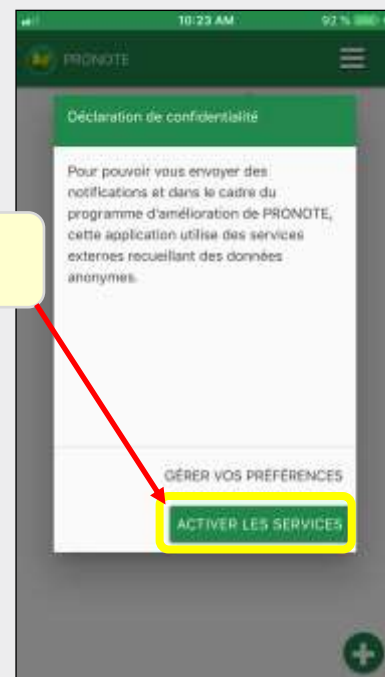 10:23 AM
92 %
PRONOTE
Déclaration de confidentialité
Pour pouvoir vous envoyer des
notifications et dans le cadre du
programme d'amélioration de PRONOTE,
cette application utilise des services
externes recueillant des données
anonymes.
GÉRER VOS PRÉFÉRENCES
ACTIVER LES SERVICES